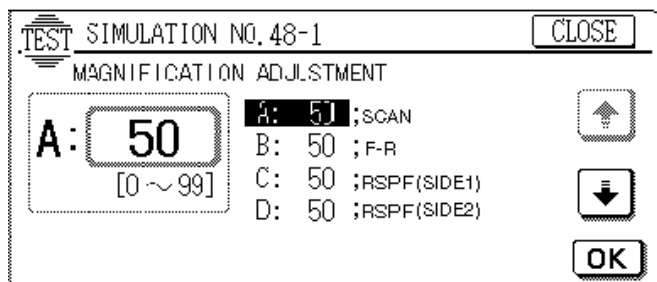 TEST SIMULATION NO. 48-1 CLOSE
MAGNIFICATION ADJUSTMENT
A: 50
[0 ~ 99]
A: 50 ;SCAN
B: 50 ;F-R
C: 50 ;RSPF(SIDE1)
D: 50 ;RSPF(SIDE2)
OK